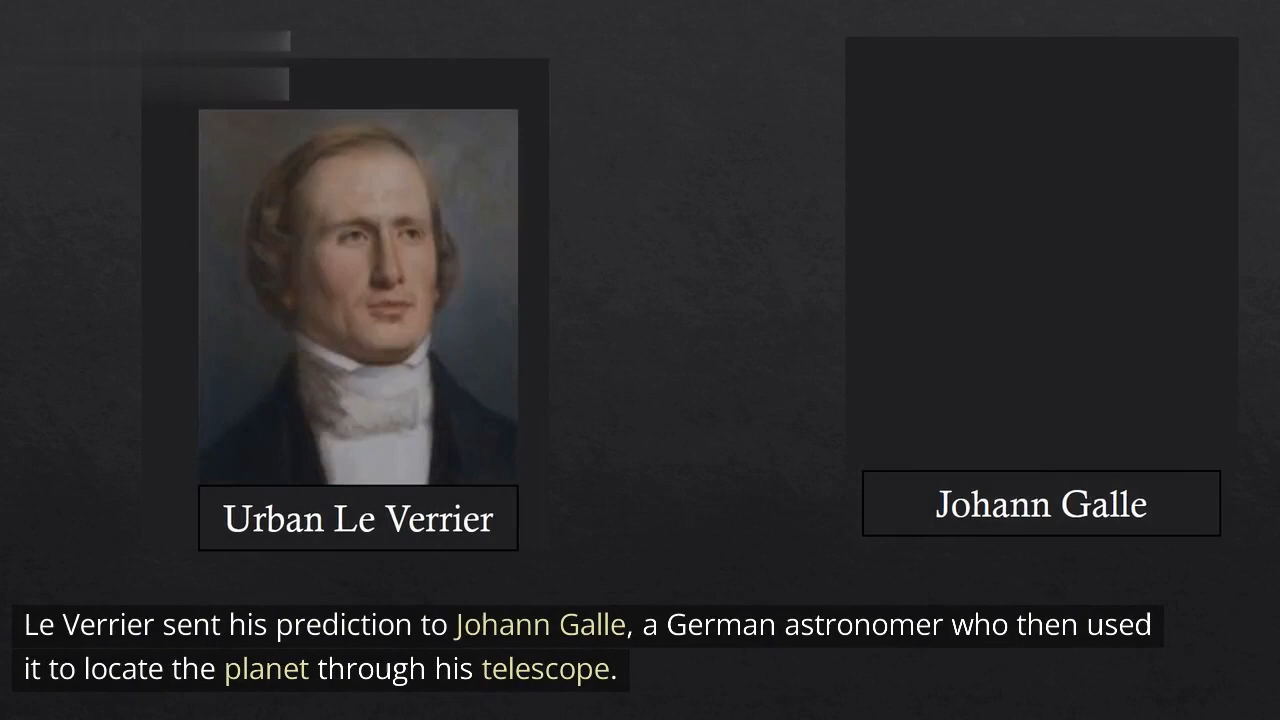 Urban Le Verrier
Johann Galle
Le Verrier sent his prediction to Johann Galle, a German astronomer who then used
it to locate the planet through his telescope.